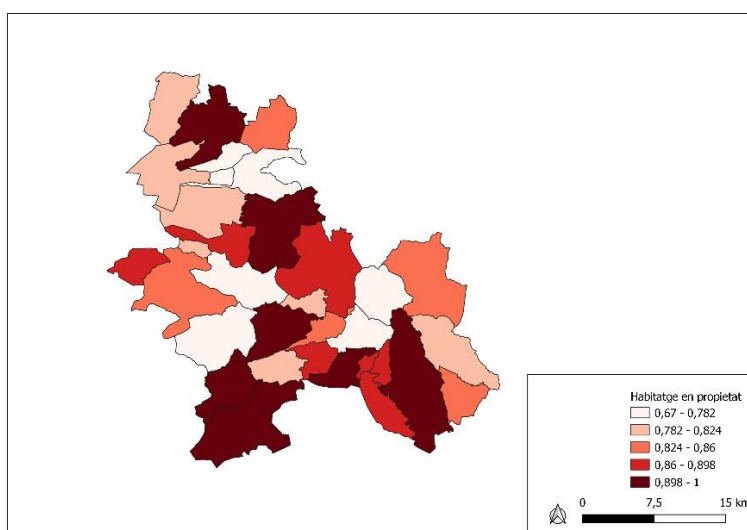 Habitatge en propietat
0,67 - 0,782
0,782 - 0,824
0,824 - 0,86
0,86 - 0,898
0,898 - 1
0 7,5 15 km